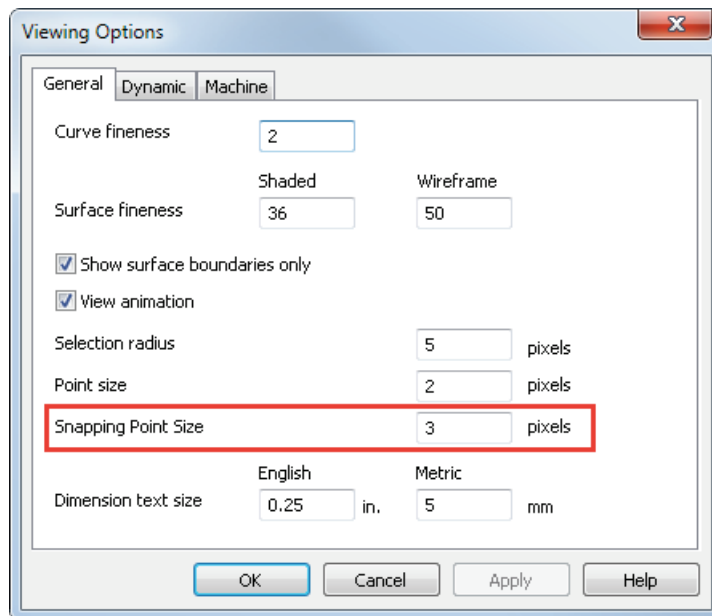 Viewing Options
General Dynamic Machine
Curve fineness 2
Shaded Wireframe
Surface fineness 36 50
Show surface boundaries only
View animation
Selection radius 5 pixels
Point size 2 pixels
Snapping Point Size 3 pixels
English Metric
Dimension text size 0.25 in. 5 mm
OK Cancel Apply Help